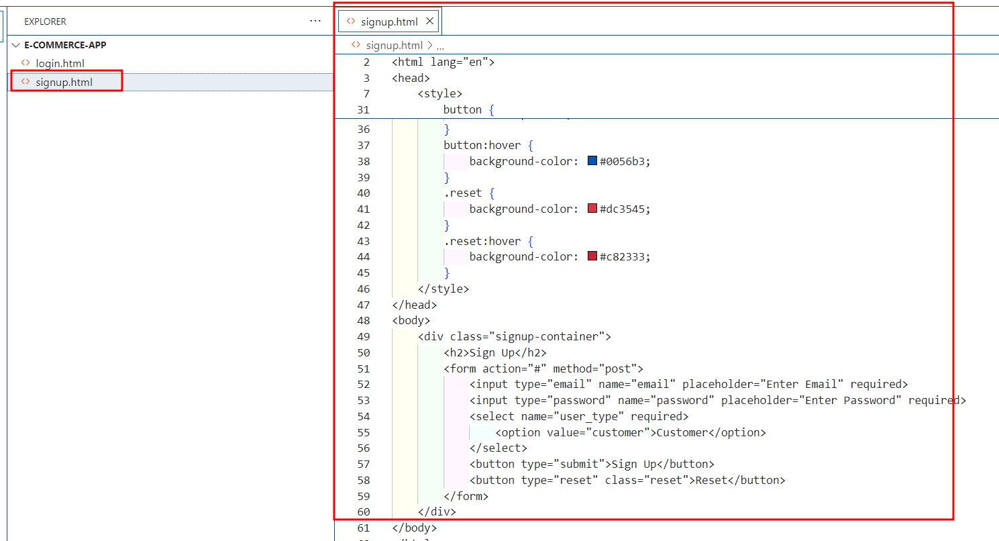 EXPLORER ...
E-COMMERCE-APP
login.html
signup.html
signup.html
signup.html > ...
2 <html lang="en">
3 <head>
7 <style>
31 button {
36 }
37 button:hover {
38 background-color: #0056b3;
39 }
40 .reset {
41 background-color: #dc3545;
42 }
43 .reset:hover {
44 background-color: #c82333;
45 }
46 </style>
47 </head>
48 <body>
49 <div class="signup-container">
50 <h2>Sign Up</h2>
51 <form action="#" method="post">
52 <input type="email" name="email" placeholder="Enter Email" required>
53 <input type="password" name="password" placeholder="Enter Password" required>
54 <select name="user_type" required>
55 <option value="customer">Customer</option>
56 </select>
57 <button type="submit">Sign Up</button>
58 <button type="reset" class="reset">Reset</button>
59 </form>
60 </div>
61 </body>